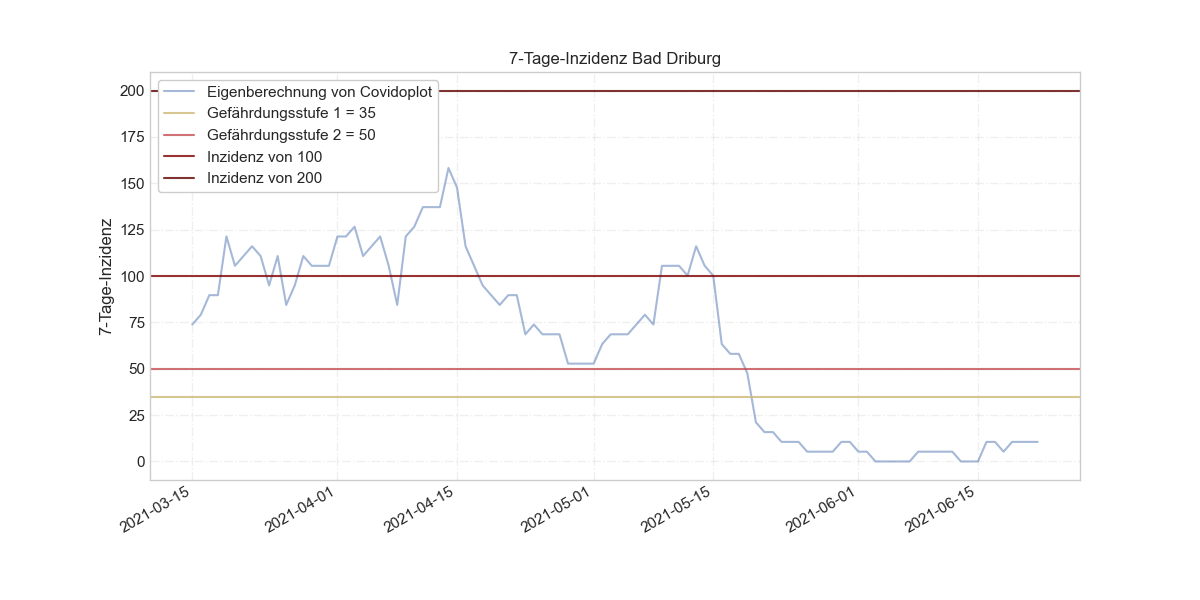 7-Tage-Inzidenz Bad Driburg
Eigenberechnung von Covidoplot
Gefährdungsstufe 1 = 35
Gefährdungsstufe 2 = 50
Inzidenz von 100
Inzidenz von 200
7-Tage-Inzidenz
200
175
150
125
100
75
50
25
0
2021-03-15
2021-04-01
2021-04-15
2021-05-01
2021-05-15
2021-06-01
2021-06-15